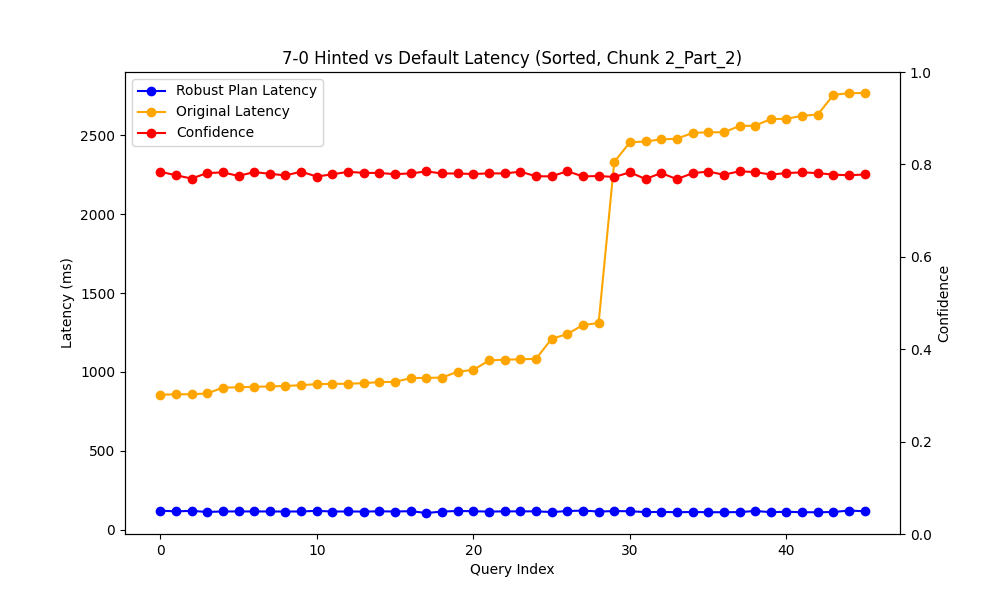 7-0 Hinted vs Default Latency (Sorted, Chunk 2_Part_2)
Robust Plan Latency
Original Latency
Confidence
Latency (ms)
2500
2000
1500
1000
500
0
1.0
0.8
0.6
0.4
0.2
0.0
Confidence
0 10 20 30 40
Query Index